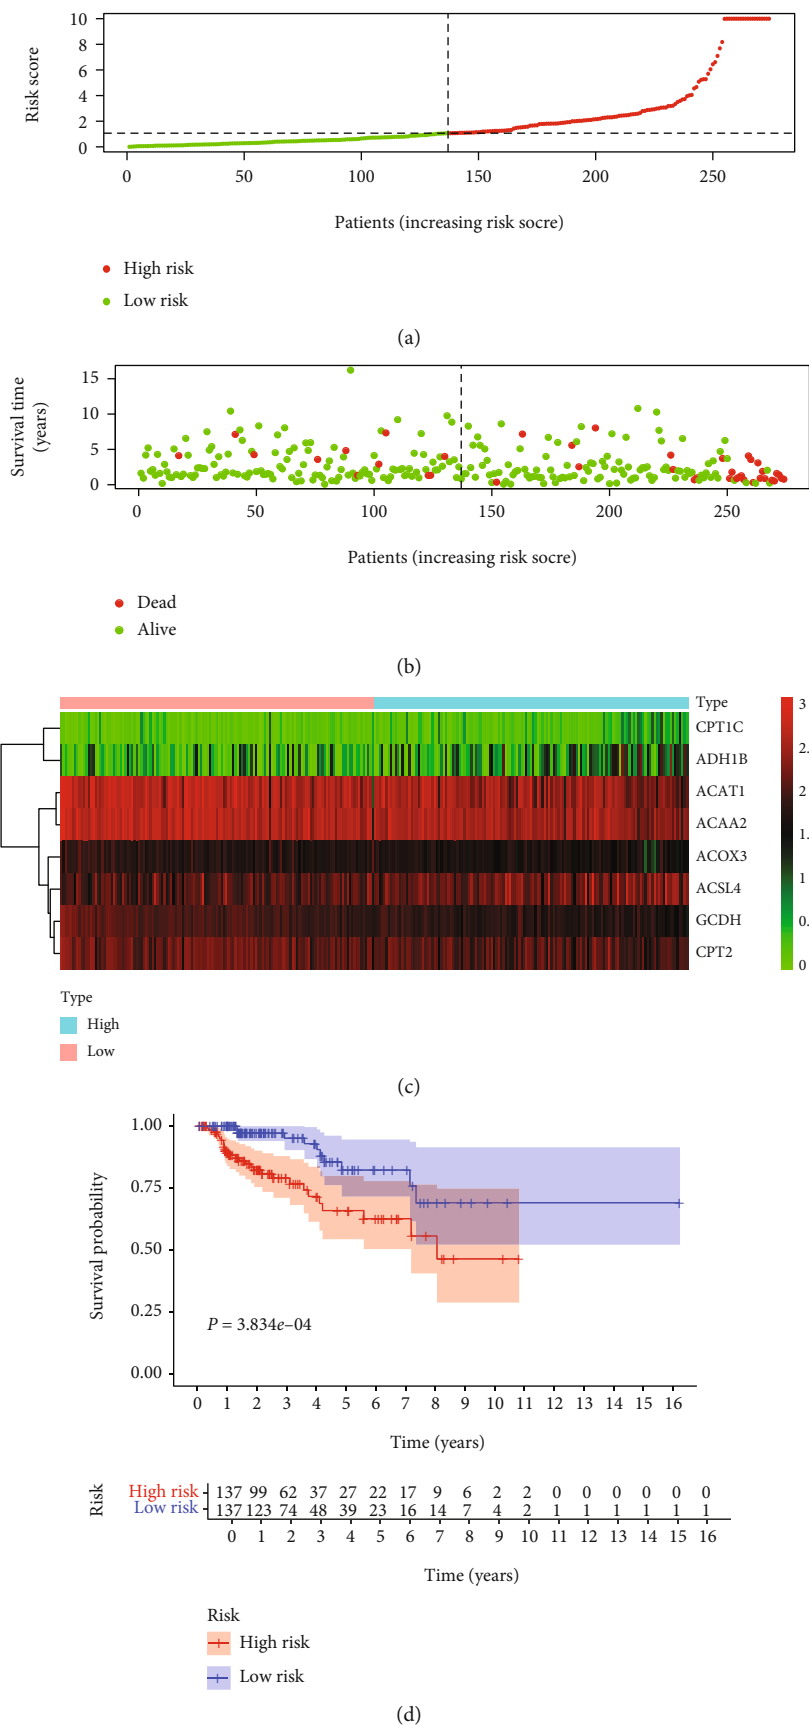 10
8
6
4
2
0
Risk score
0 50 100 150 200 250
Patients (increasing risk socre)
High risk
Low risk
(a)
15
10
5
0
Survival time
(years)
0 50 100 150 200 250
Patients (increasing risk socre)
Dead
Alive
(b)
Type
CPT1C
ADH1B
ACAT1
ACAA2
ACOX3
ACSL4
GCDH
CPT2
3
2.
2
1.
1
0.
0
Type
High
Low
(c)
1.00
0.75
0.50
0.25
0.00
Survival probability
P = 3.834e–04
0 1 2 3 4 5 6 7 8 9 10 11 12 13 14 15 16
Time (years)
Risk
High risk 137 99 62 37 27 22 17 9 6 2 2 0 0 0 0 0 0
Low risk 137 123 74 48 39 23 16 14 7 4 2 1 1 1 1 1 1
0 1 2 3 4 5 6 7 8 9 10 11 12 13 14 15 16
Time (years)
Risk
High risk
Low risk
(d)